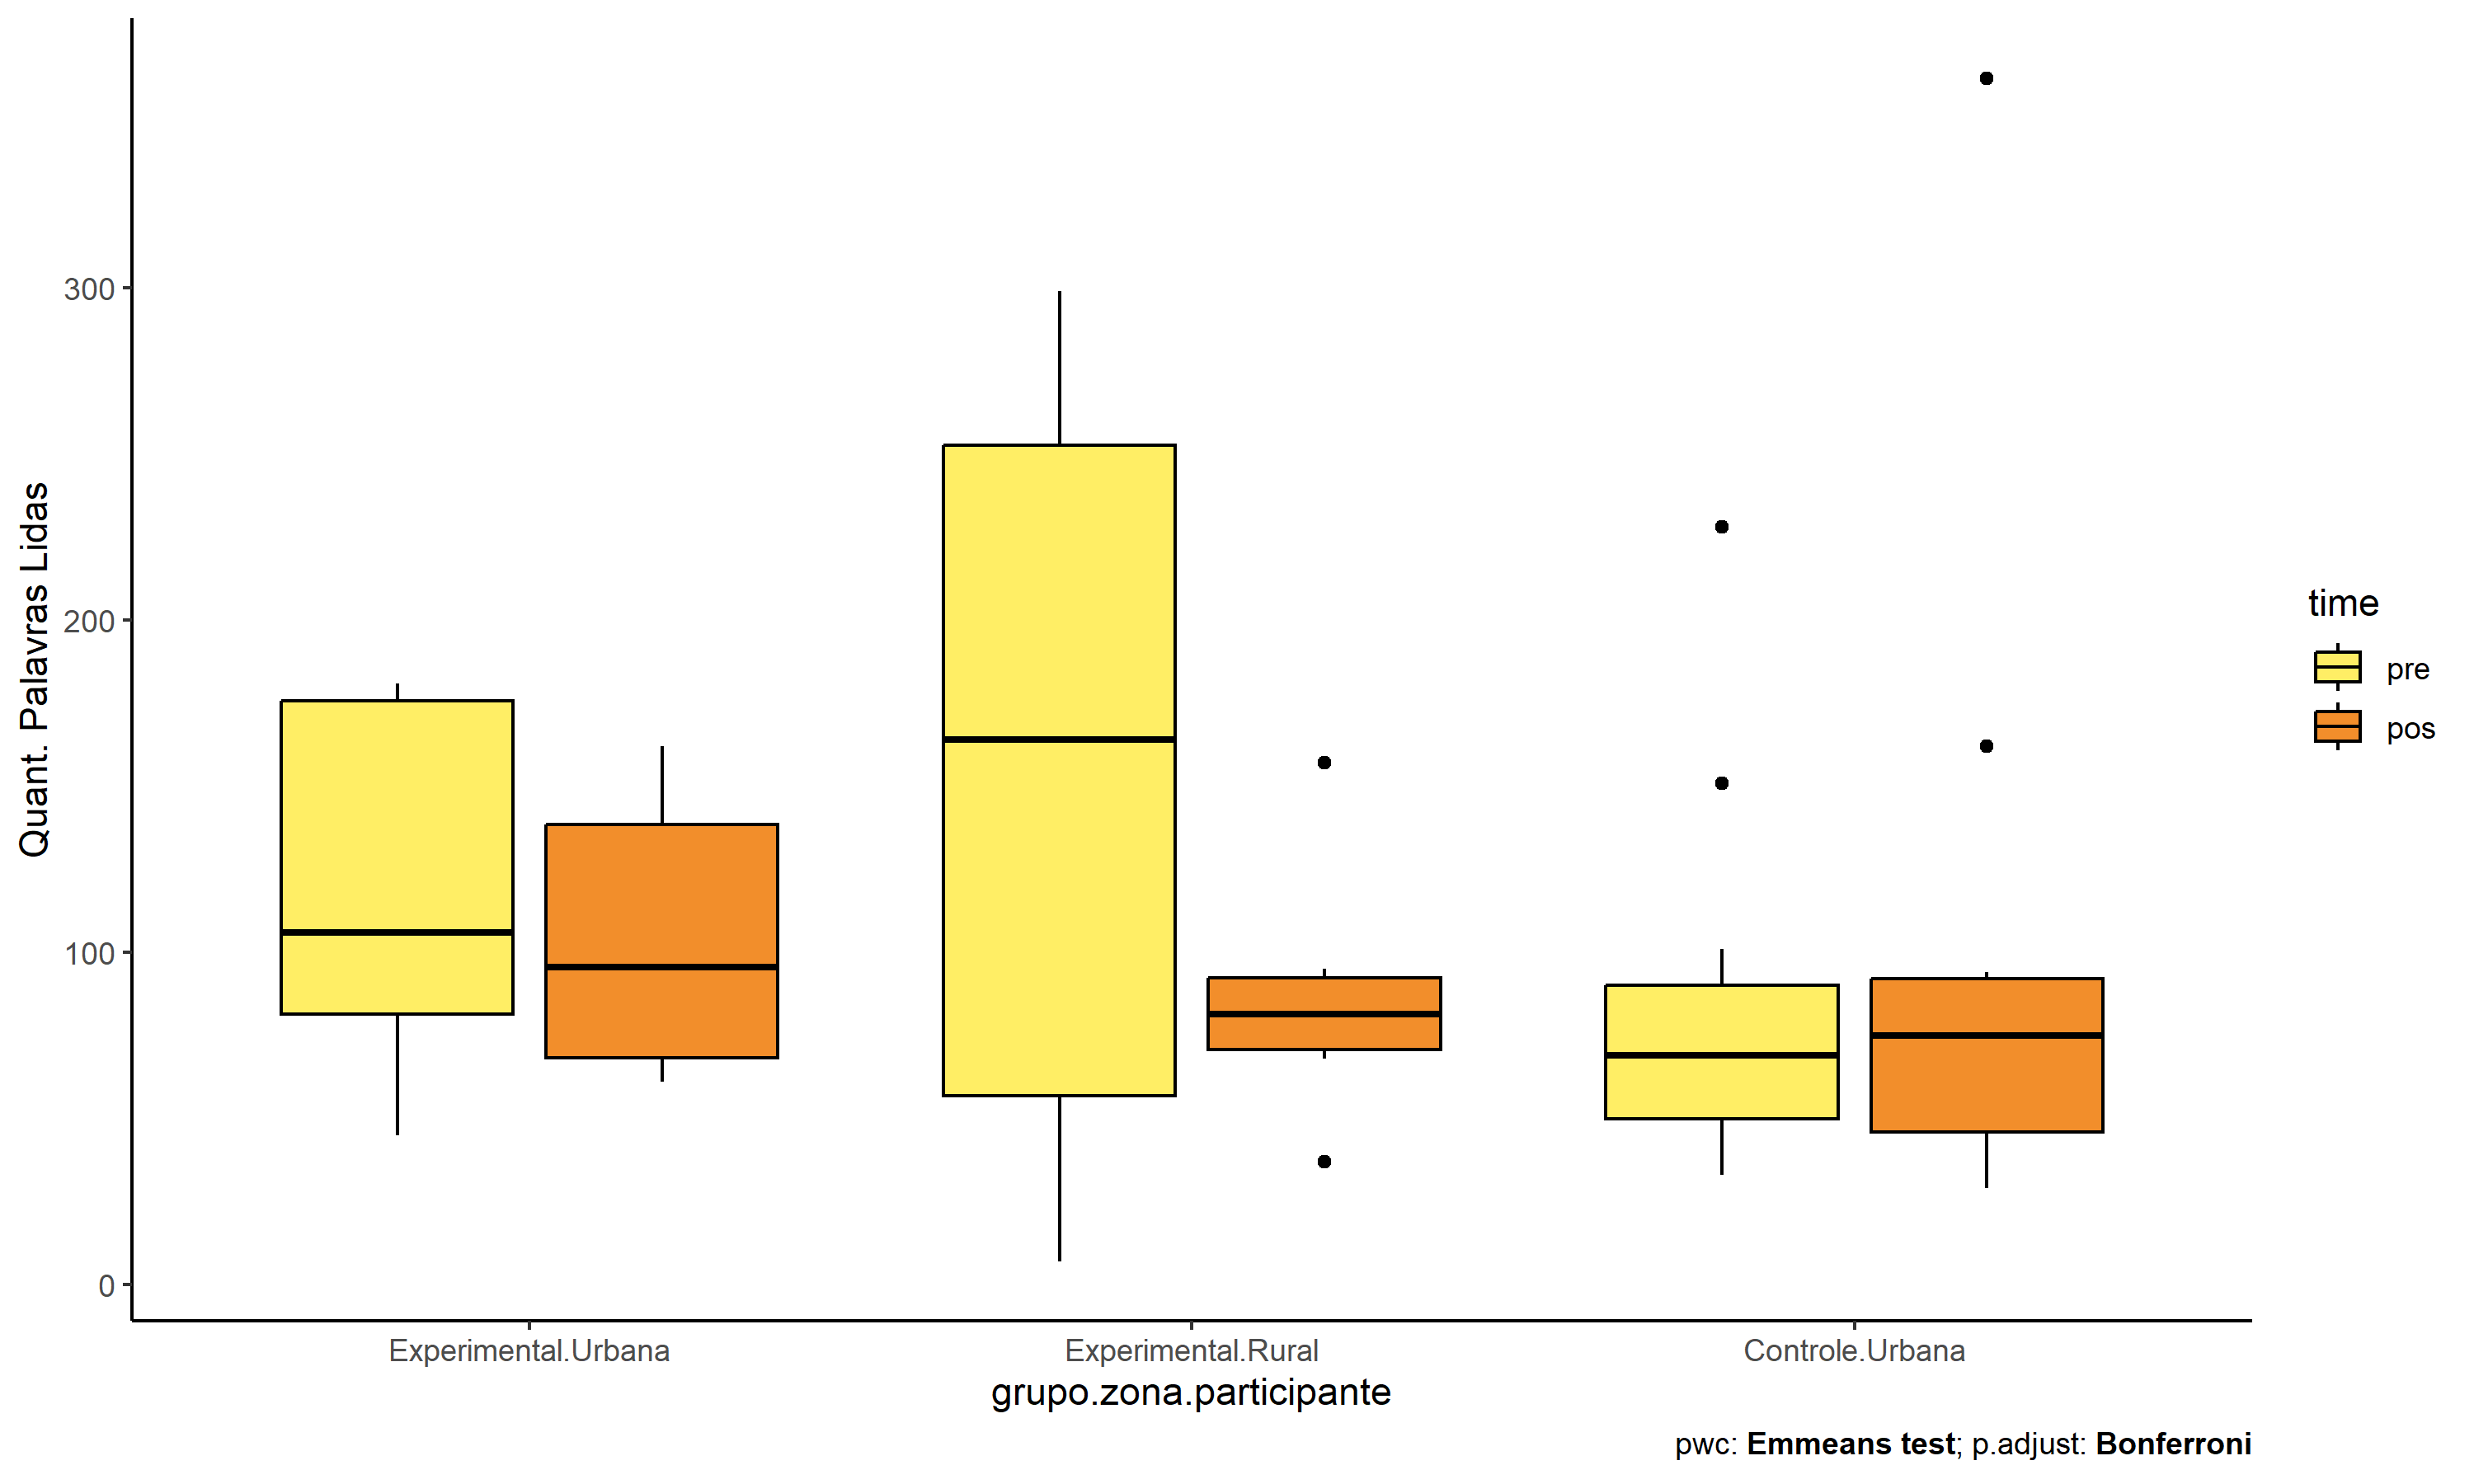 Quant. Palavras Lidas
300
200
100
0
Experimental.Urbana
Experimental.Rural
Controle.Urbana
grupo.zona.participante
time
pre
pos
pwc: Emmeans test; p.adjust: Bonferroni